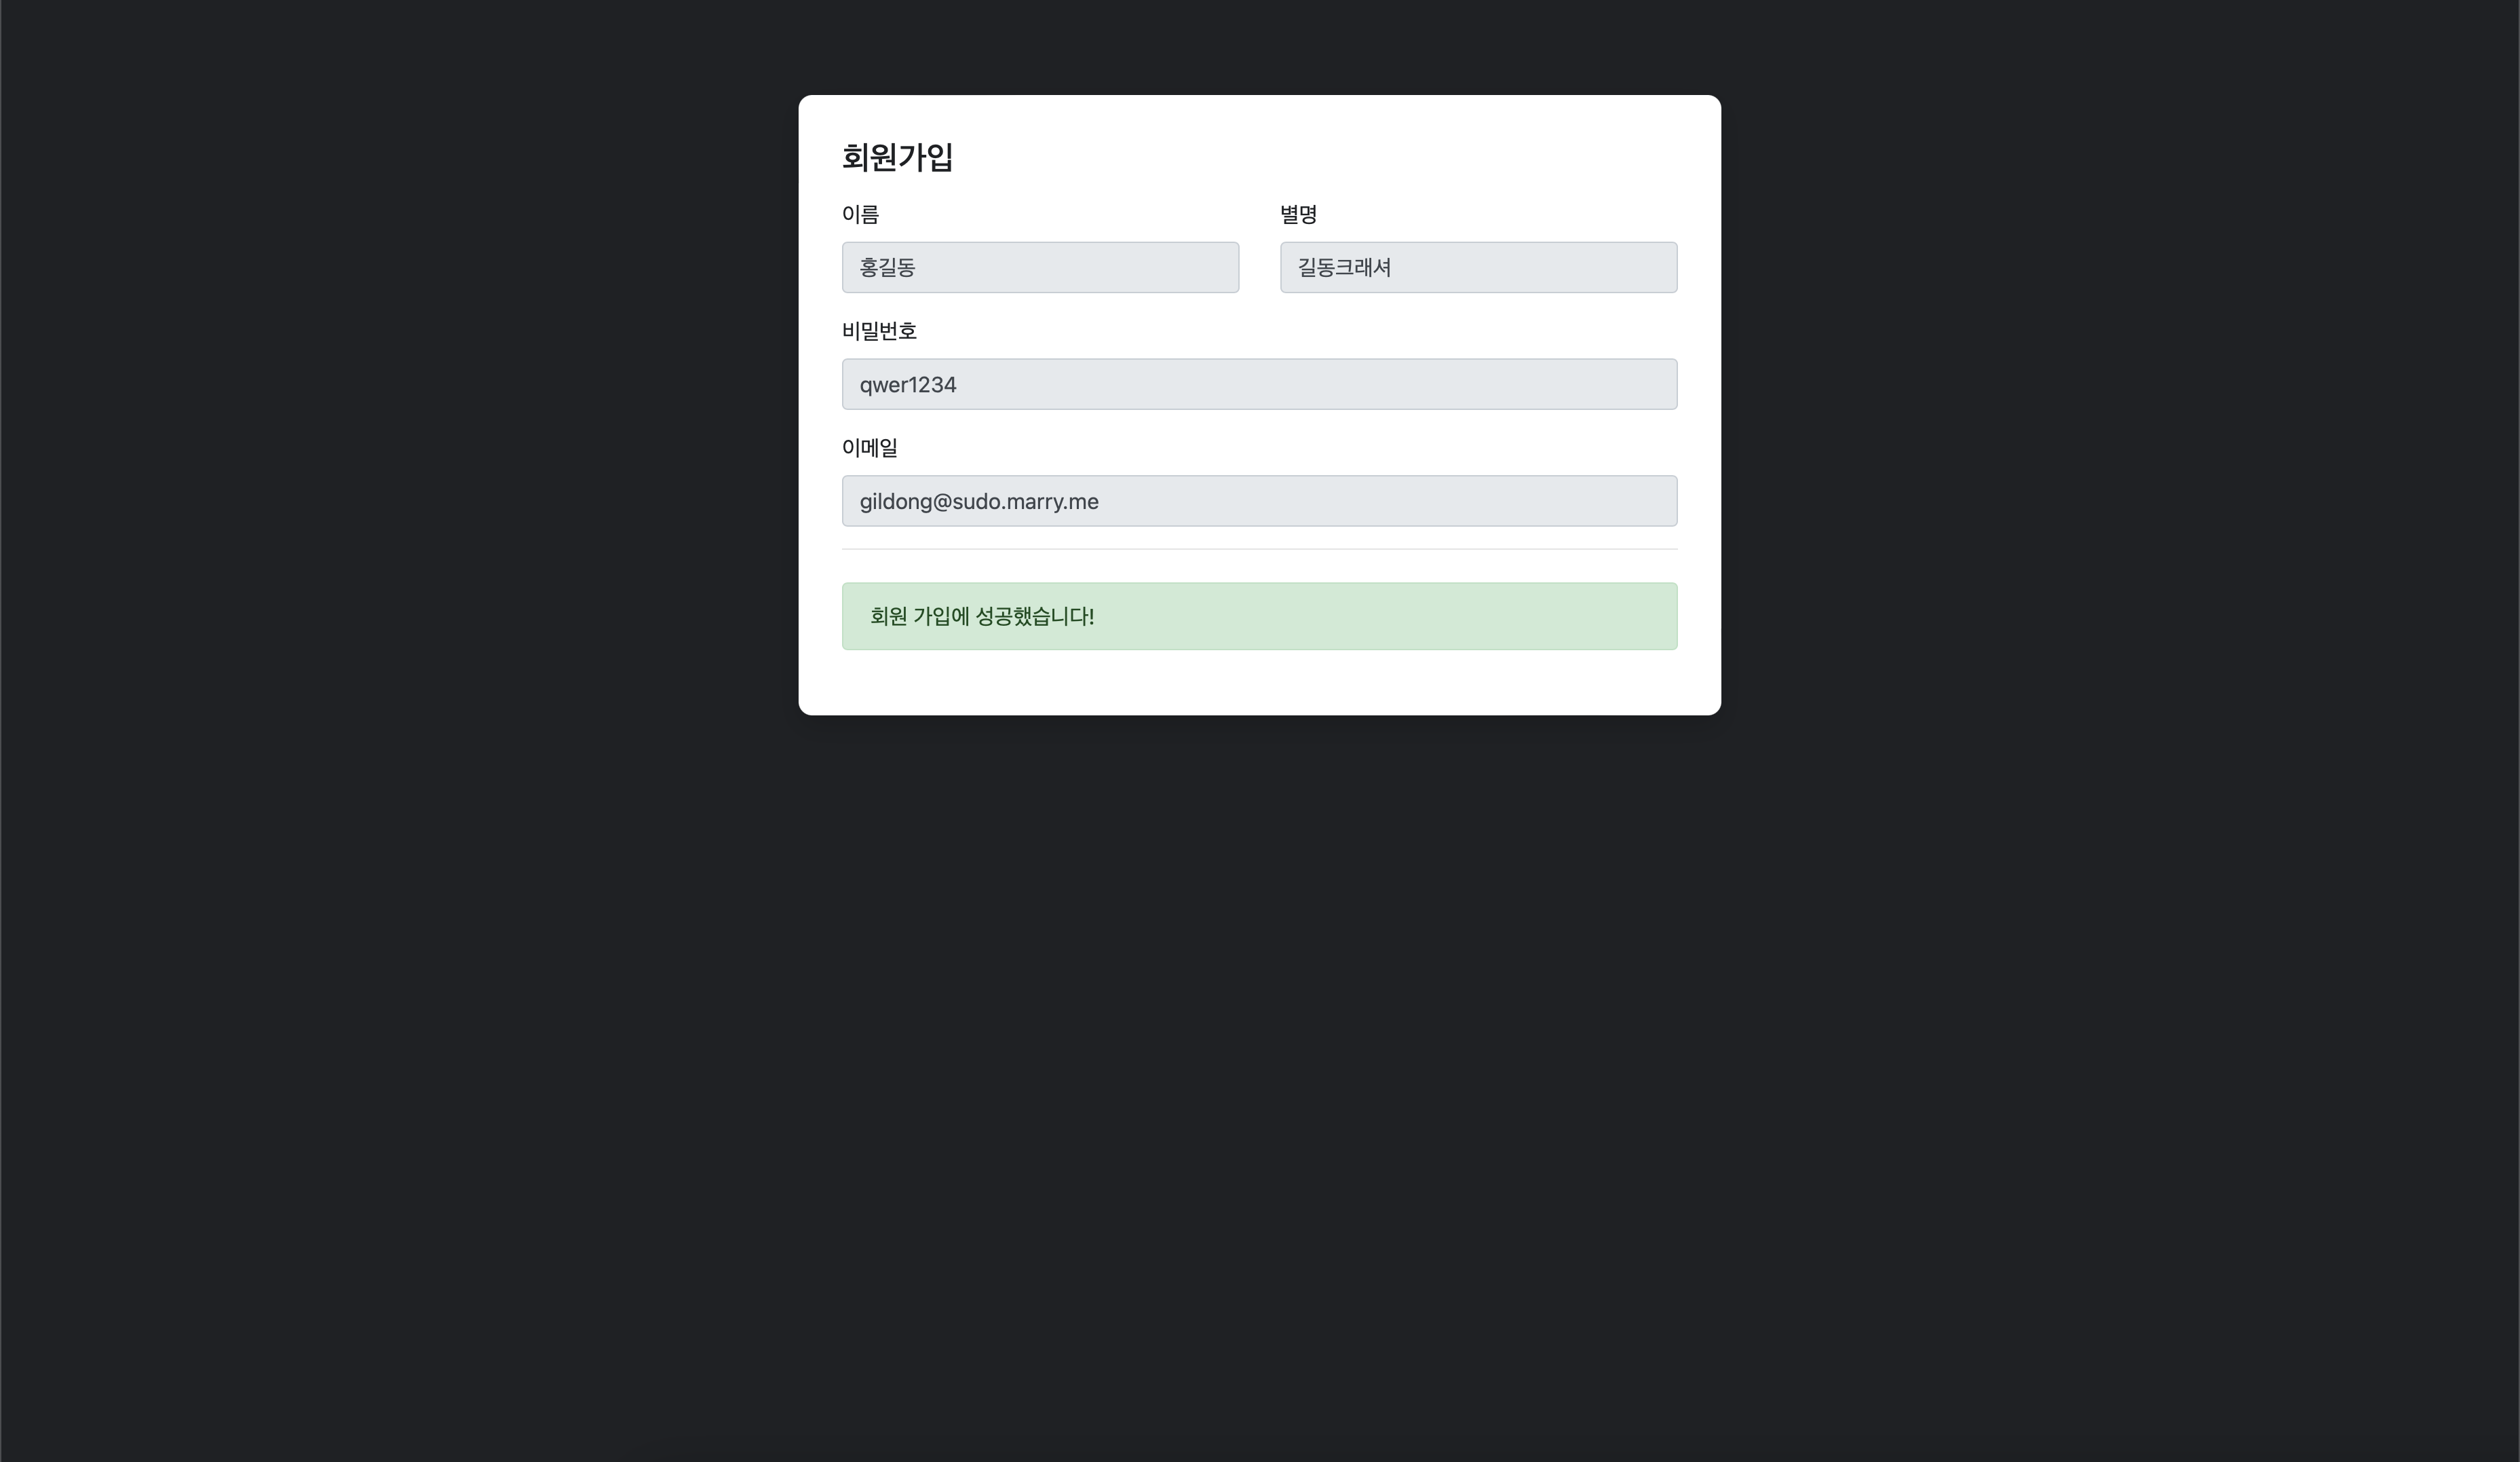 회원가입
이름
별명
홍길동
길동크래셔
비밀번호
qwer1234
이메일
gildong@sudo.marry.me
회원 가입에 성공했습니다!